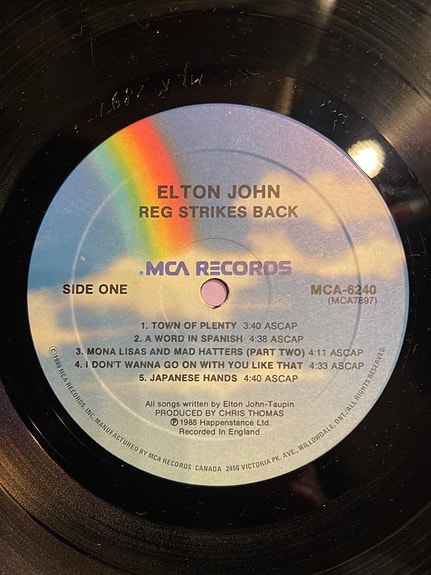 ELTON JOHN
REG STRIKES BACK
® MCA RECORDS
SIDE ONE
MCA-6240
(MCA7897)
1. TOWN OF PLENTY 3:40 ASCAP
2. A WORD IN SPANISH 4:38 ASCAP
3. MONA LISAS AND MAD HATTERS (PART TWO) 4:11 ASCAP
4. I DON'T WANNA GO ON WITH YOU LIKE THAT 4:33 ASCAP
5. JAPANESE HANDS 4:40 ASCAP
All songs written by Elton John-Taupin
PRODUCED BY CHRIS THOMAS
℗ 1988 Happenstance Ltd.
Recorded In England
© 1988 MCA RECORDS, INC. MANUFACTURED BY MCA RECORDS CANADA 2450 VICTORIA PK. AVE., WILLOWDALE, ONT./ALL RIGHTS RESERVED